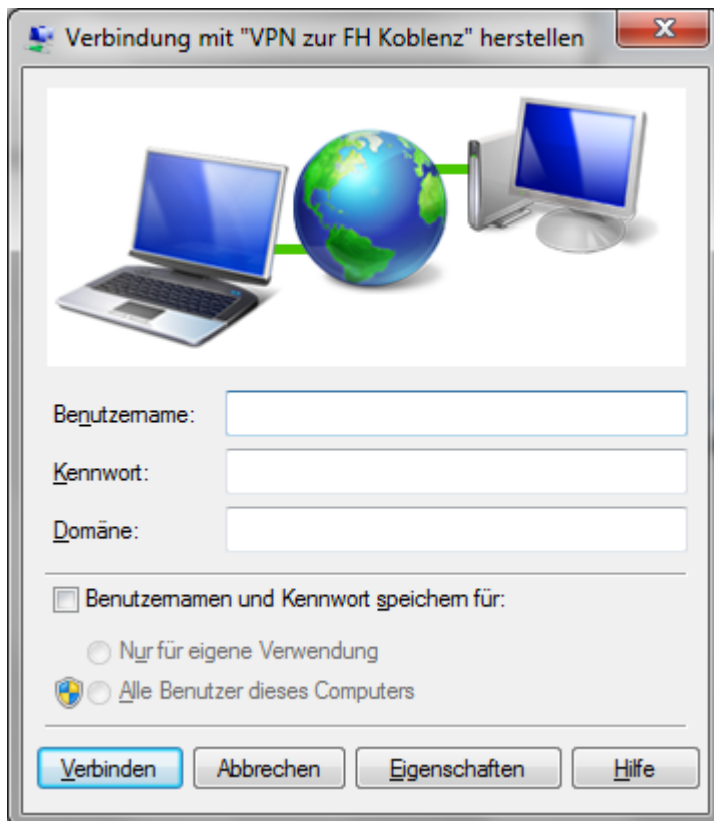 Verbindung mit "VPN zur FH Koblenz" herstellen
Benutzername:
Kennwort:
Domäne:
Benutzernamen und Kennwort speichern für:
Nur für eigene Verwendung
Alle Benutzer dieses Computers
Verbinden Abbrechen Eigenschaften Hilfe